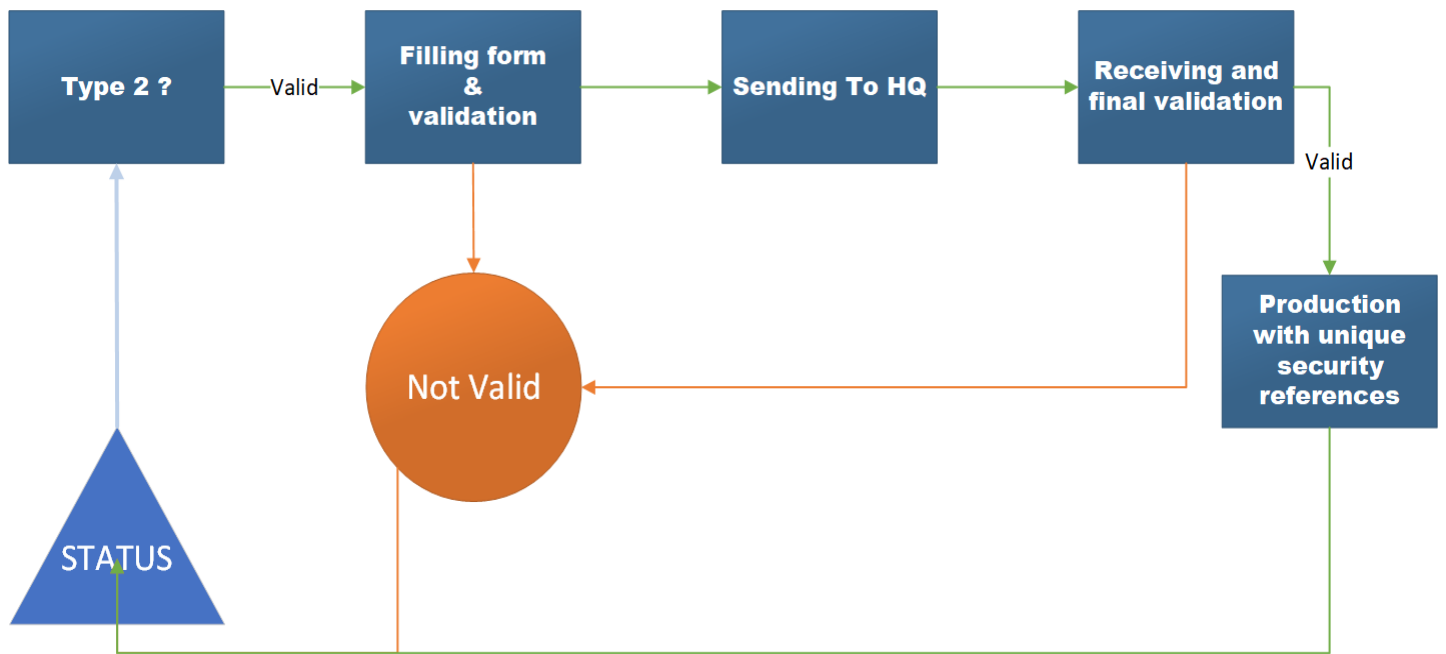 Type 2 ?
Valid
Filling form
&
validation
Sending To HQ
Receiving and
final validation
Valid
Production
with unique
security
references
Not Valid
STATUS